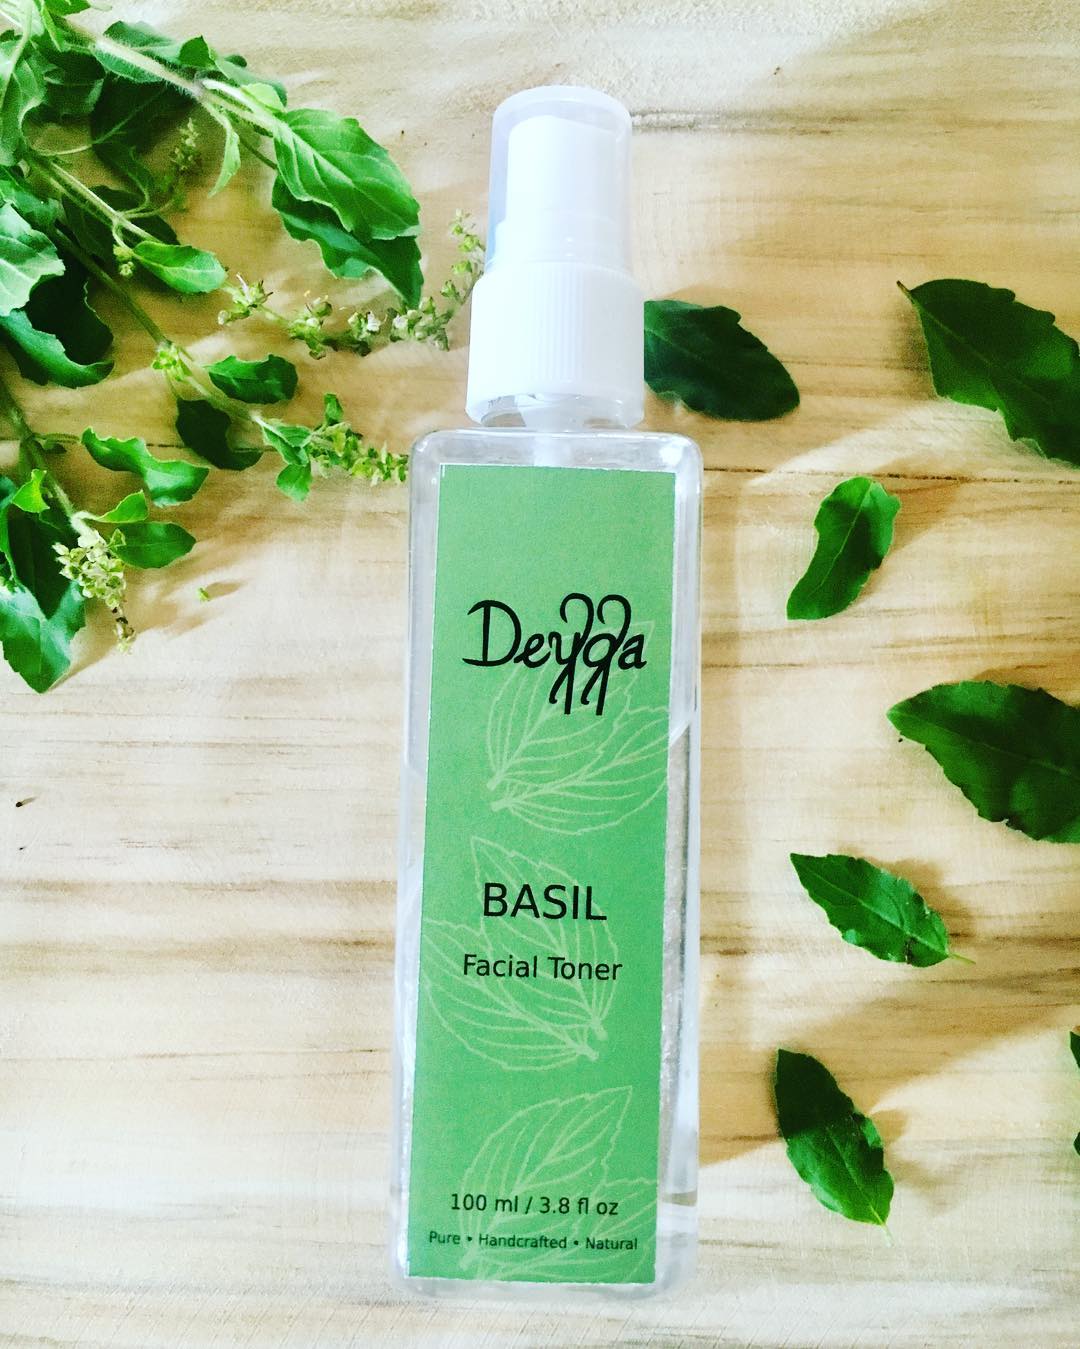 Deyga
BASIL
Facial Toner
100 ml / 3.8 fl oz
Pure • Handcrafted • Natural